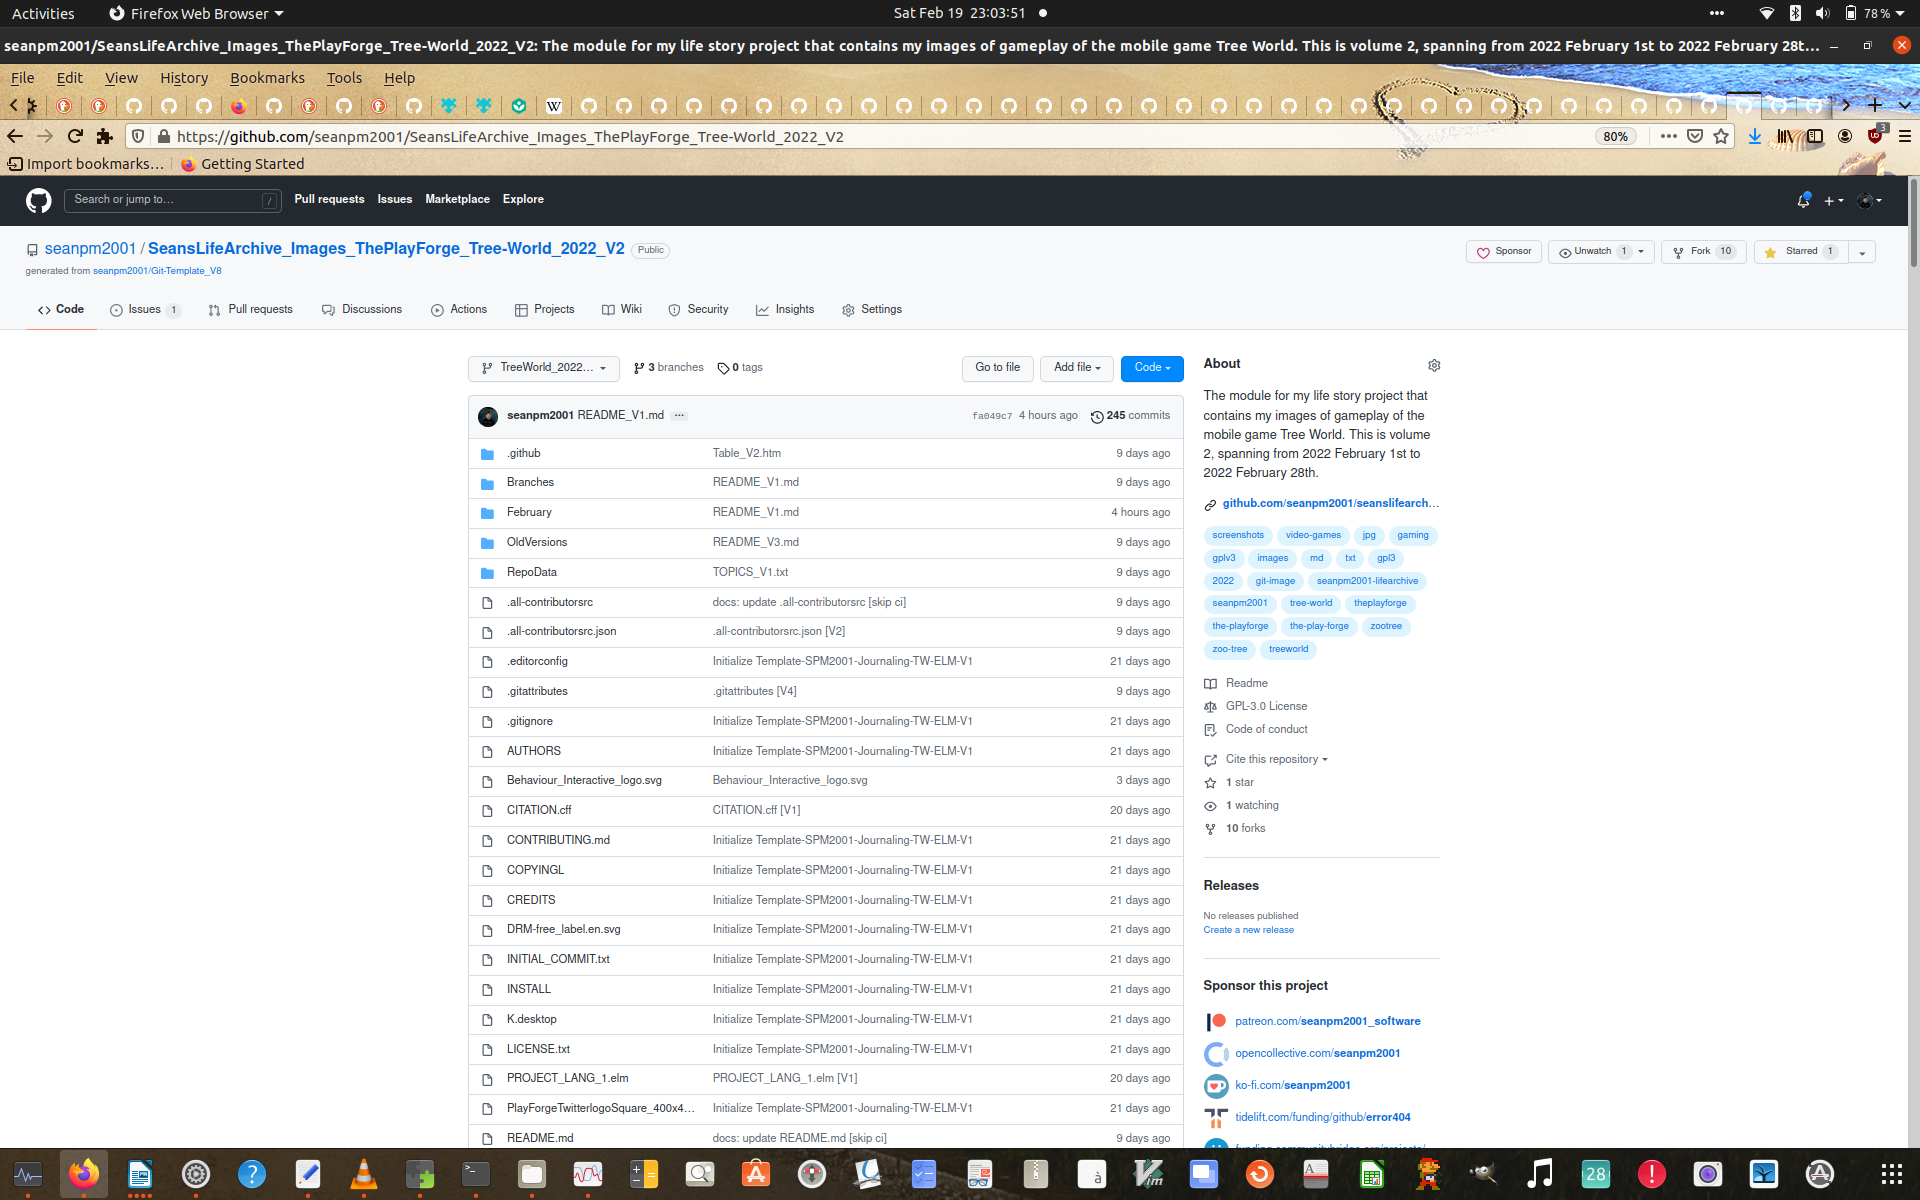 Activities Firefox Web Browser Sat Feb 19 23:03:51 78 %
seanpm2001/SeansLifeArchive_Images_ThePlayForge_Tree-World_2022_V2: The module for my life story project that contains my images of gameplay of the mobile game Tree World. This is volume 2, spanning from 2022 February 1st to 2022 February 28t…
File Edit View History Bookmarks Tools Help
https://github.com/seanpm2001/SeansLifeArchive_Images_ThePlayForge_Tree-World_2022_V2 80% 3
Import bookmarks… Getting Started
Search or jump to… / Pull requests Issues Marketplace Explore
seanpm2001 / SeansLifeArchive_Images_ThePlayForge_Tree-World_2022_V2 Public Sponsor Unwatch 1 Fork 10 Starred 1
generated from seanpm2001/Git-Template_V8
Code Issues 1 Pull requests Discussions Actions Projects Wiki Security Insights Settings
TreeWorld_2022… 3 branches 0 tags Go to file Add file Code
seanpm2001 README_V1.md ... fa049c7 4 hours ago 245 commits
.github Table_V2.htm 9 days ago
Branches README_V1.md 9 days ago
February README_V1.md 4 hours ago
OldVersions README_V3.md 9 days ago
RepoData TOPICS_V1.txt 9 days ago
.all-contributorsrc docs: update .all-contributorsrc [skip ci] 9 days ago
.all-contributorsrc.json .all-contributorsrc.json [V2] 9 days ago
.editorconfig Initialize Template-SPM2001-Journaling-TW-ELM-V1 21 days ago
.gitattributes .gitattributes [V4] 9 days ago
.gitignore Initialize Template-SPM2001-Journaling-TW-ELM-V1 21 days ago
AUTHORS Initialize Template-SPM2001-Journaling-TW-ELM-V1 21 days ago
Behaviour_Interactive_logo.svg Behaviour_Interactive_logo.svg 3 days ago
CITATION.cff CITATION.cff [V1] 20 days ago
CONTRIBUTING.md Initialize Template-SPM2001-Journaling-TW-ELM-V1 21 days ago
COPYINGL Initialize Template-SPM2001-Journaling-TW-ELM-V1 21 days ago
CREDITS Initialize Template-SPM2001-Journaling-TW-ELM-V1 21 days ago
DRM-free_label.en.svg Initialize Template-SPM2001-Journaling-TW-ELM-V1 21 days ago
INITIAL_COMMIT.txt Initialize Template-SPM2001-Journaling-TW-ELM-V1 21 days ago
INSTALL Initialize Template-SPM2001-Journaling-TW-ELM-V1 21 days ago
K.desktop Initialize Template-SPM2001-Journaling-TW-ELM-V1 21 days ago
LICENSE.txt Initialize Template-SPM2001-Journaling-TW-ELM-V1 21 days ago
PROJECT_LANG_1.elm PROJECT_LANG_1.elm [V1] 20 days ago
PlayForgeTwitterlogoSquare_400x4… Initialize Template-SPM2001-Journaling-TW-ELM-V1 21 days ago
README.md docs: update README.md [skip ci] 9 days ago
About
The module for my life story project that
contains my images of gameplay of the
mobile game Tree World. This is volume
2, spanning from 2022 February 1st to
2022 February 28th.
github.com/seanpm2001/seanslifearch…
screenshots video-games jpg gaming
gplv3 images md txt gpl3
2022 git-image seanpm2001-lifearchive
seanpm2001 tree-world theplayforge
the-playforge the-play-forge zootree
zoo-tree treeworld
Readme
GPL-3.0 License
Code of conduct
Cite this repository
1 star
1 watching
10 forks
Releases
No releases published
Create a new release
Sponsor this project
patreon.com/seanpm2001_software
opencollective.com/seanpm2001
ko-fi.com/seanpm2001
tidelift.com/funding/github/error404
28